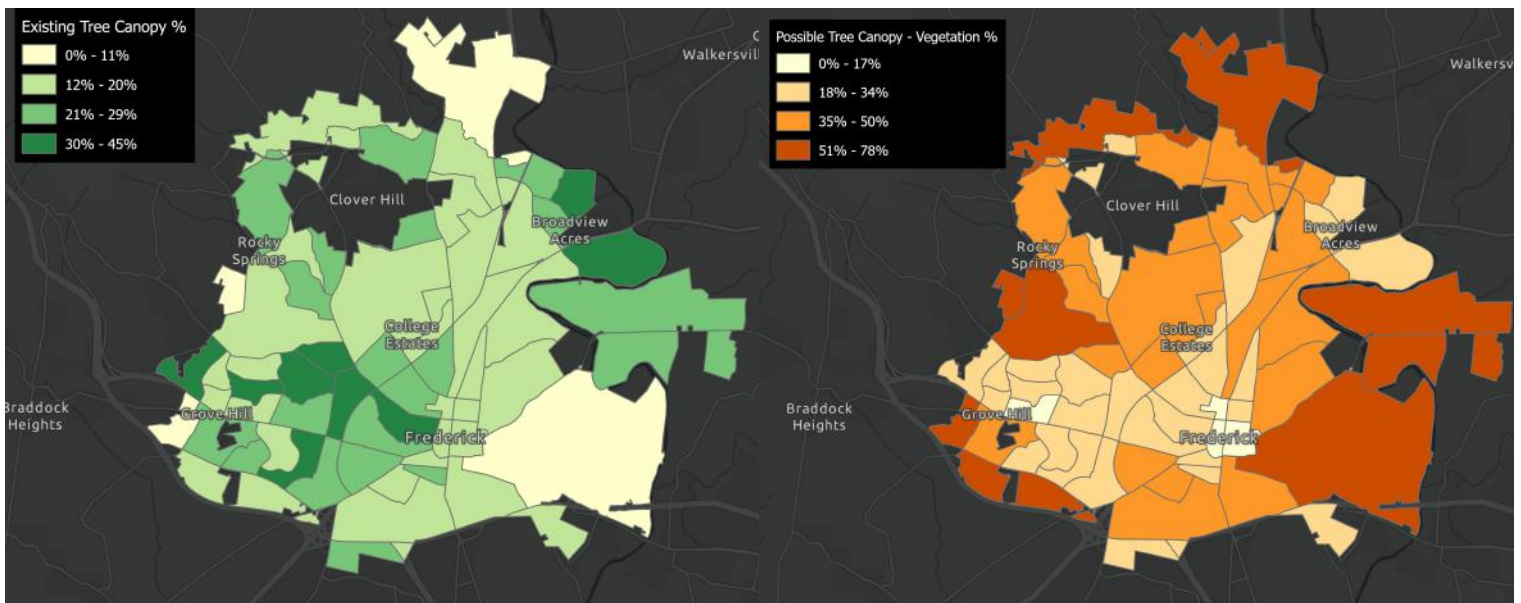 Existing Tree Canopy %
0% - 11%
12% - 20%
21% - 29%
30% - 45%
Walkersvill
Clover Hill
Broadview
Acres
Rocky
Springs
College
Estates
Braddock
Heights
Grove Hill
Frederick
Possible Tree Canopy - Vegetation %
0% - 17%
18% - 34%
35% - 50%
51% - 78%
Walkersv
Clover Hill
Broadview
Acres
Rocky
Springs
College
Estates
Braddock
Heights
Grove Hill
Frederick